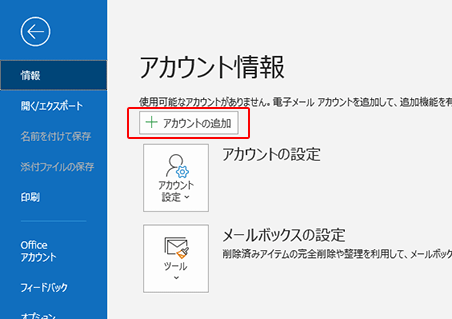 情報
開く/エクスポート
名前を付けて保存
添付ファイルの保存
印刷
Office
アカウント
フィードバック
オプション
アカウント情報
使用可能なアカウントがありません。電子メール アカウントを追加して、追加機能を有
アカウントの追加
アカウント
設定
アカウントの設定
ツール
メールボックスの設定
削除済みアイテムの完全削除や整理を利用して、メールボック